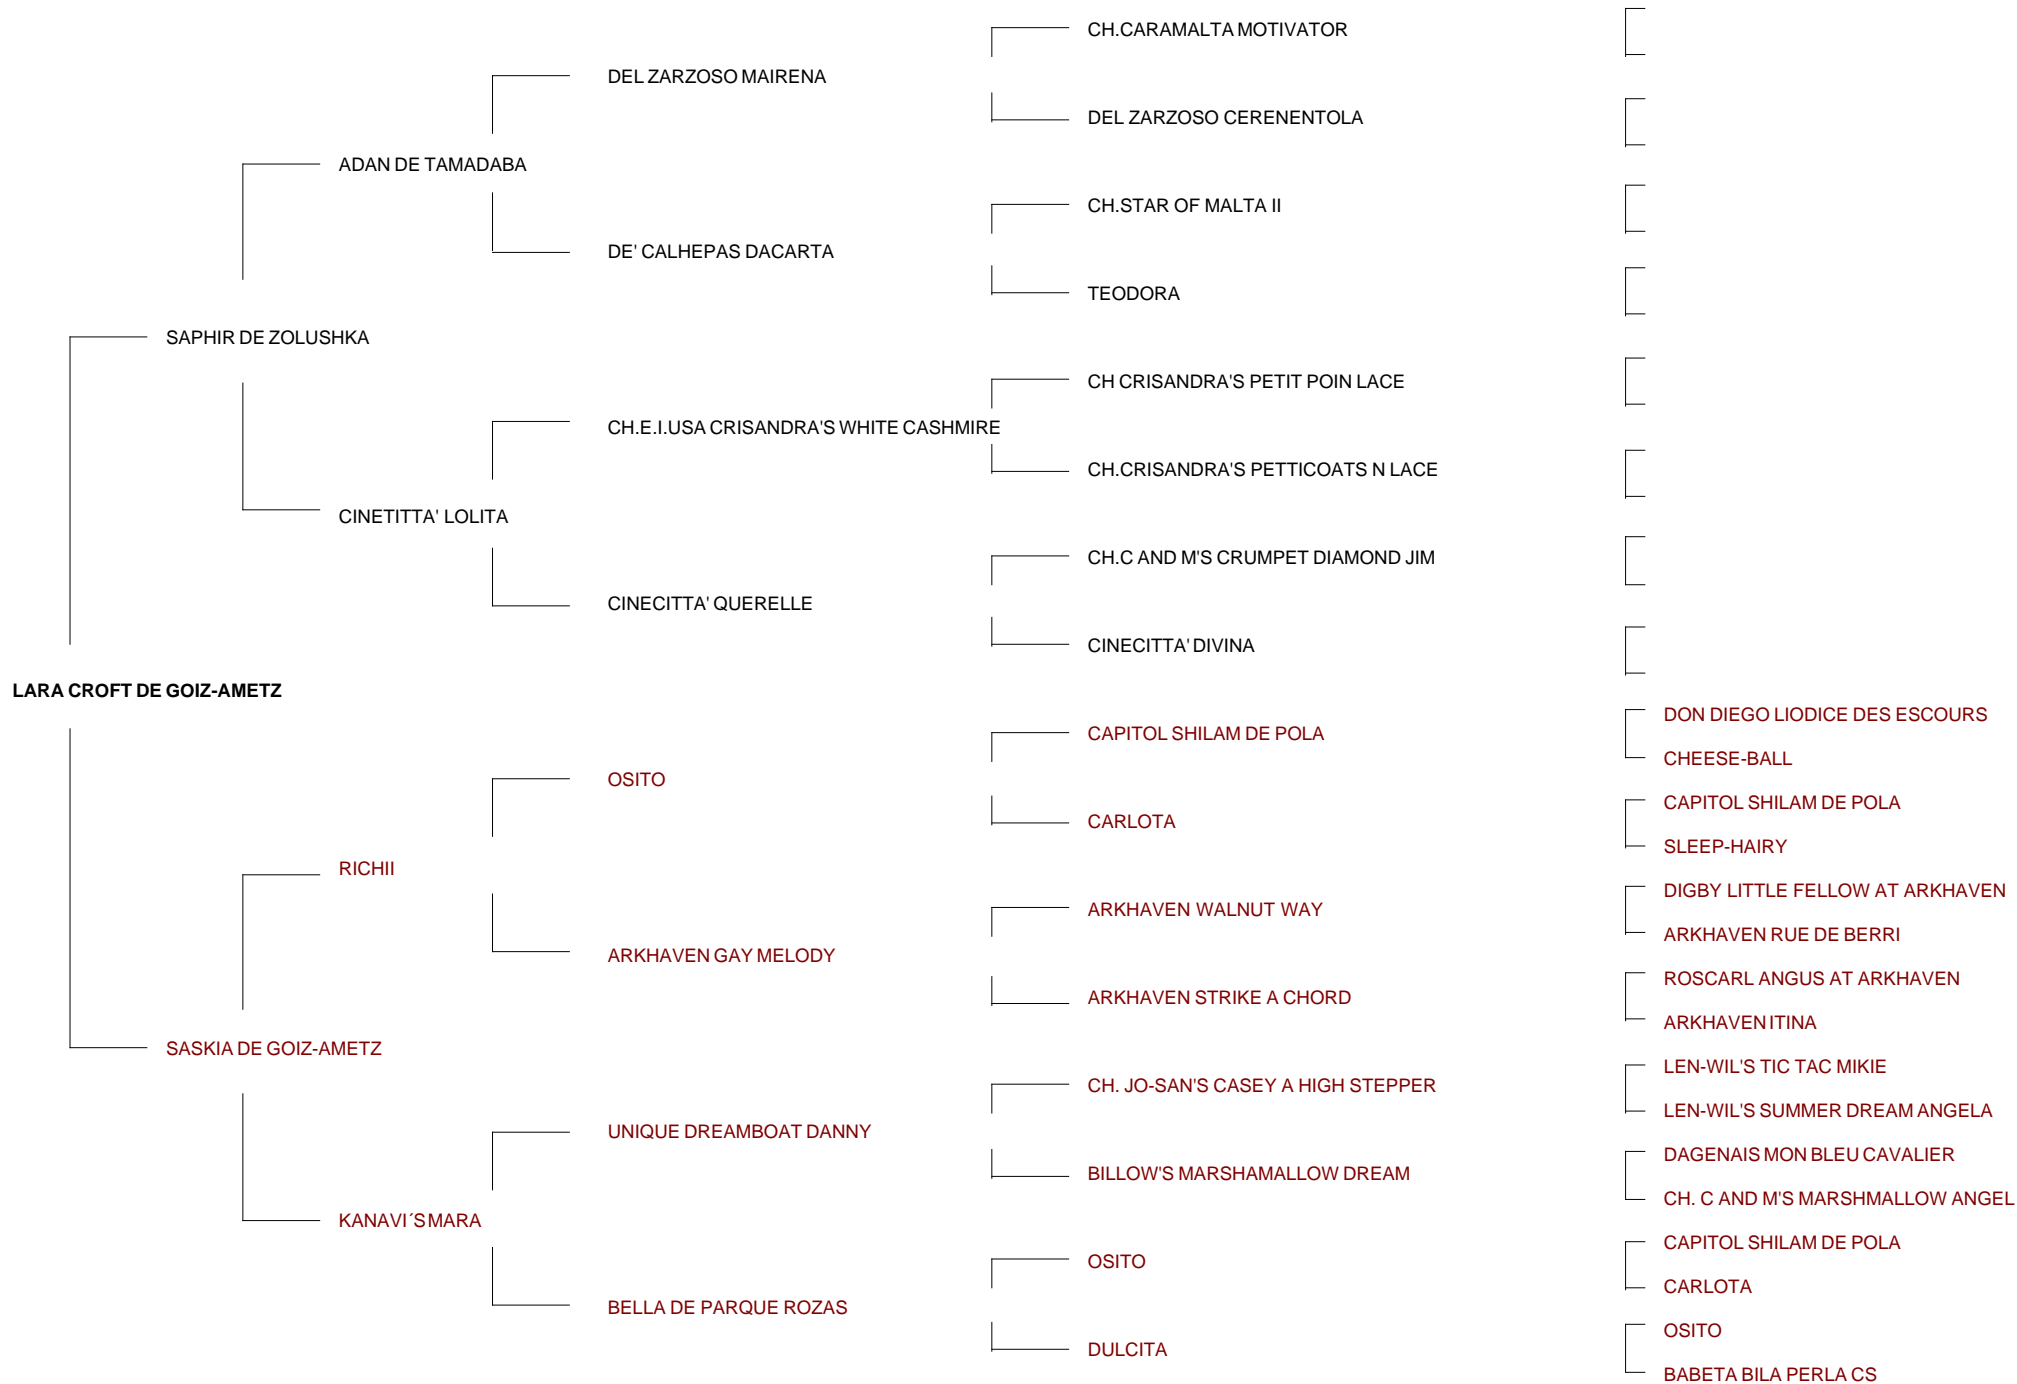 CH.CARAMALTA MOTIVATOR
DEL ZARZOSO MAIRENA
DEL ZARZOSO CERENENTOLA
ADAN DE TAMADABA
CH.STAR OF MALTA II
DE' CALHEPAS DACARTA
TEODORA
SAPHIR DE ZOLUSHKA
CH CRISANDRA'S PETIT POIN LACE
CH.E.I.USA CRISANDRA'S WHITE CASHMIRE
CH.CRISANDRA'S PETTICOATS N LACE
CINETITTA' LOLITA
CH.C AND M'S CRUMPET DIAMOND JIM
CINECITTA' QUERELLE
CINECITTA' DIVINA
LARA CROFT DE GOIZ-AMETZ
DON DIEGO LIODICE DES ESCOURS
CAPITOL SHILAM DE POLA
CHEESE-BALL
OSITO
CAPITOL SHILAM DE POLA
CARLOTA
SLEEP-HAIRY
RICHII
DIGBY LITTLE FELLOW AT ARKHAVEN
ARKHAVEN WALNUT WAY
ARKHAVEN RUE DE BERRI
ARKHAVEN GAY MELODY
ROSCARL ANGUS AT ARKHAVEN
ARKHAVEN STRIKE A CHORD
ARKHAVEN ITINA
SASKIA DE GOIZ-AMETZ
LEN-WIL'S TIC TAC MIKIE
CH. JO-SAN'S CASEY A HIGH STEPPER
LEN-WIL'S SUMMER DREAM ANGELA
UNIQUE DREAMBOAT DANNY
DAGENAIS MON BLEU CAVALIER
BILLOW'S MARSHAMALLOW DREAM
CH. C AND M'S MARSHMALLOW ANGEL
KANAVI´S MARA
CAPITOL SHILAM DE POLA
OSITO
CARLOTA
BELLA DE PARQUE ROZAS
OSITO
DULCITA
BABETA BILA PERLA CS